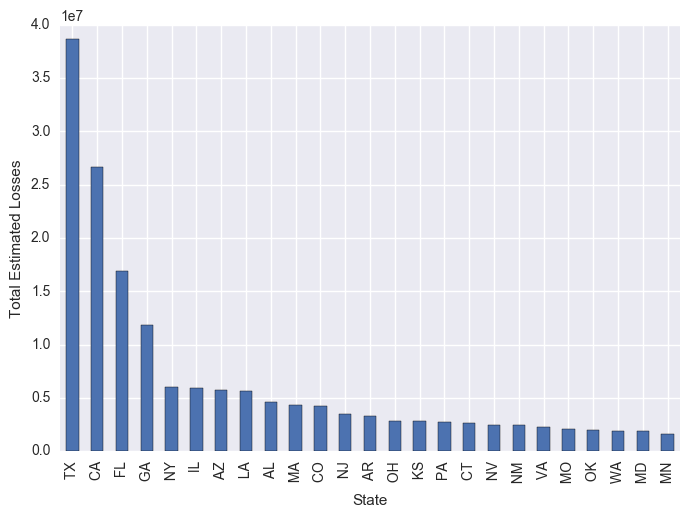 1e7
4.0
3.5
3.0
2.5
2.0
1.5
1.0
0.5
0.0
Total Estimated Losses
TX CA FL GA NY IL AZ LA AL MA CO NJ AR OH KS PA CT NV NM VA MO OK WA MD MN
State